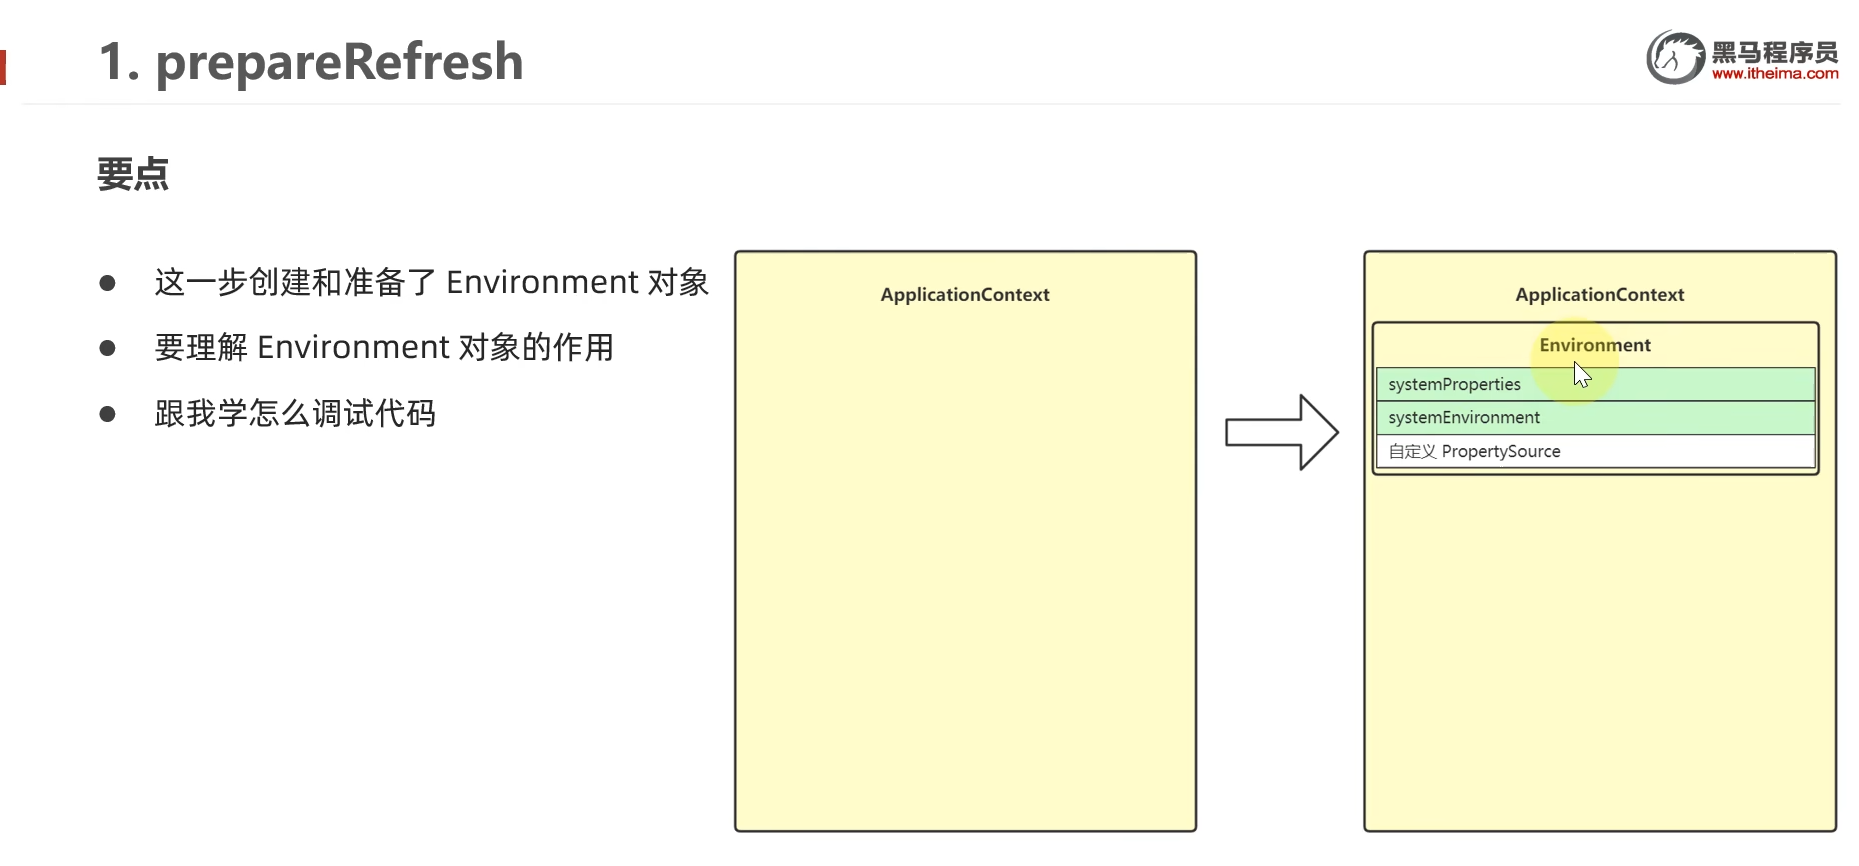 1. prepareRefresh
黑马程序员
www.itheima.com
要点
● 这一步创建和准备了 Environment 对象
● 要理解 Environment 对象的作用
● 跟我学怎么调试代码
ApplicationContext
ApplicationContext
Environment
systemProperties
systemEnvironment
自定义 PropertySource